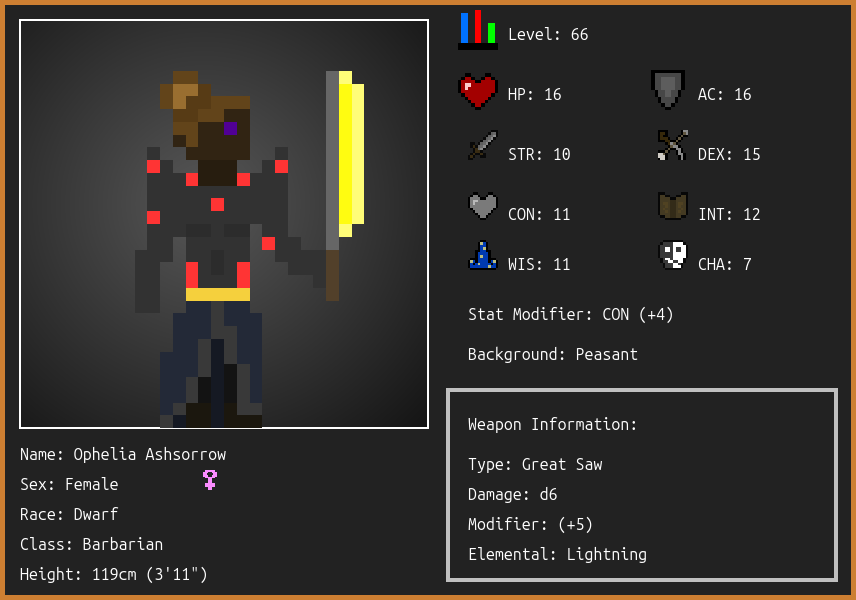 Level: 66
HP: 16
AC: 16
STR: 10
DEX: 15
CON: 11
INT: 12
WIS: 11
CHA: 7
Stat Modifier: CON (+4)
Background: Peasant
Weapon Information:
Type: Great Saw
Damage: d6
Modifier: (+5)
Elemental: Lightning
Name: Ophelia Ashsorrow
Sex: Female
Race: Dwarf
Class: Barbarian
Height: 119cm (3'11")